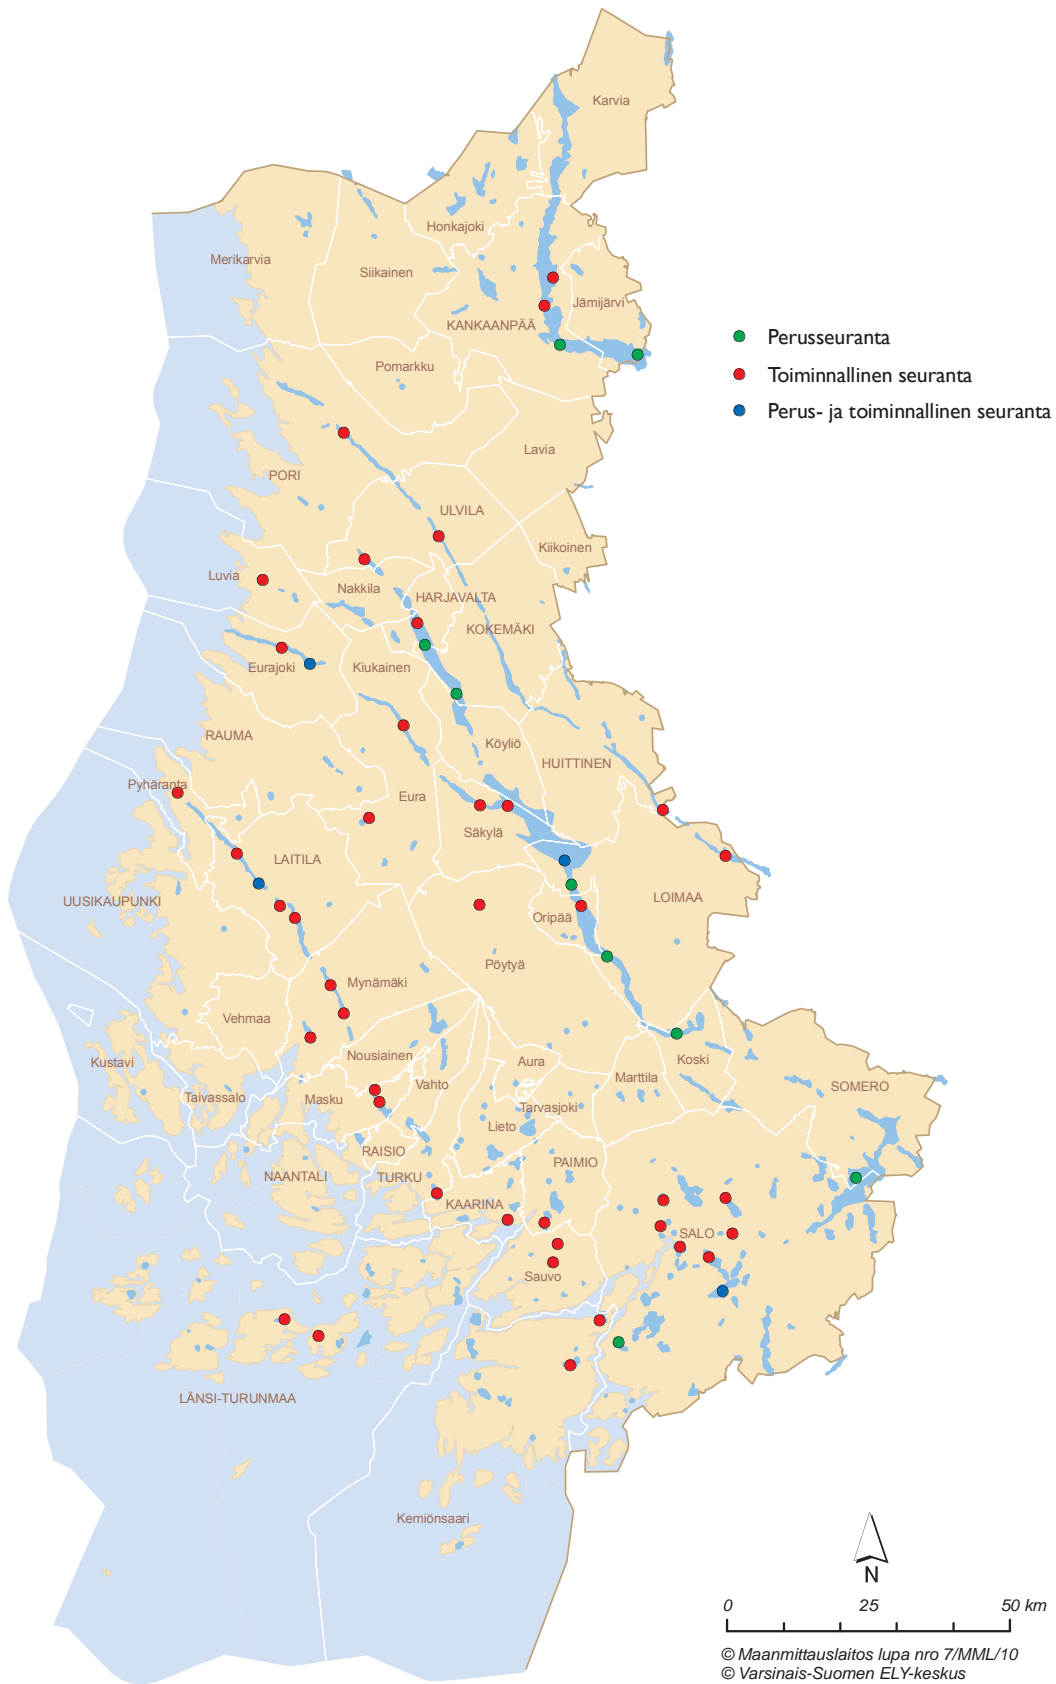 Karvia
Honkajoki
Merikarvia
Siikainen
Jämijärvi
KANKAANPÄÄ
Perusseuranta
Pomarkku
Toiminnallinen seuranta
Perus- ja toiminnallinen seuranta
Lavia
PORI
ULVILA
Kiikoinen
Luvia
Nakkila
HARJAVALTA
KOKEMÄKI
Eurajoki
Kiukainen
RAUMA
Köyliö
HUITTINEN
Pyhäranta
Eura
Säkylä
LAITILA
UUSIKAUPUNKI
LOIMAA
Oripää
Pöytyä
Mynämäki
Vehmaa
Nousiainen
Kustavi
Aura
Koski
Vahto
Marttila
SOMERO
Taivassalo
Masku
Tarvasjoki
Lieto
RAISIO
PAIMIO
NAANTALI
TURKU
KAARINA
SALO
Sauvo
LÄNSI-TURUNMAA
Kemiönsaari
N
0 25 50 km
© Maanmittauslaitos lupa nro 7/MML/10
© Varsinais-Suomen ELY-keskus